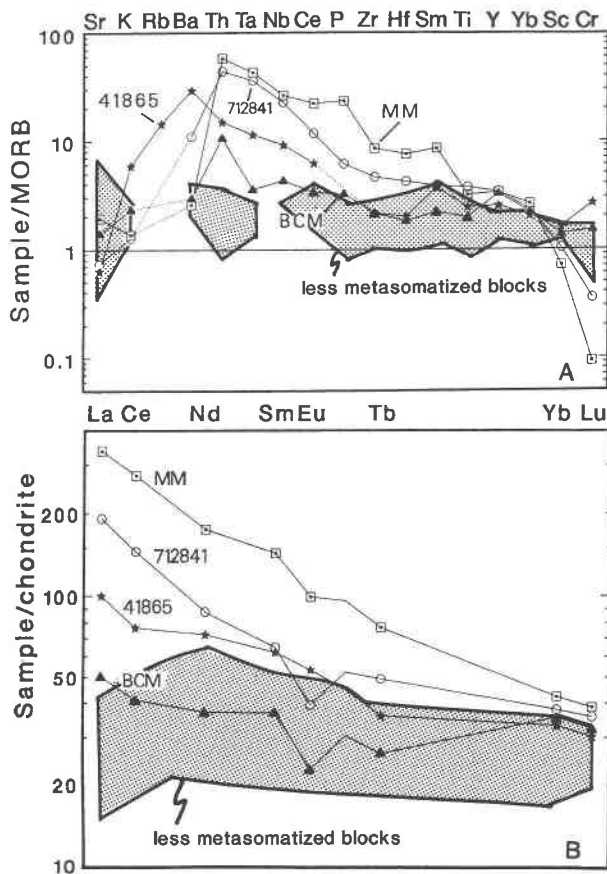 Sr K Rb Ba Th Ta Nb Ce P Zr Hf Sm Ti Y Yb Sc Cr
100
10
1
0.1
Sample/MORB
41865
712841
MM
BCM
less metasomatized blocks
A
La Ce Nd Sm Eu Tb Yb Lu
200
100
50
20
10
Sample/chondrite
MM
712841
41865
BCM
less metasomatized blocks
B